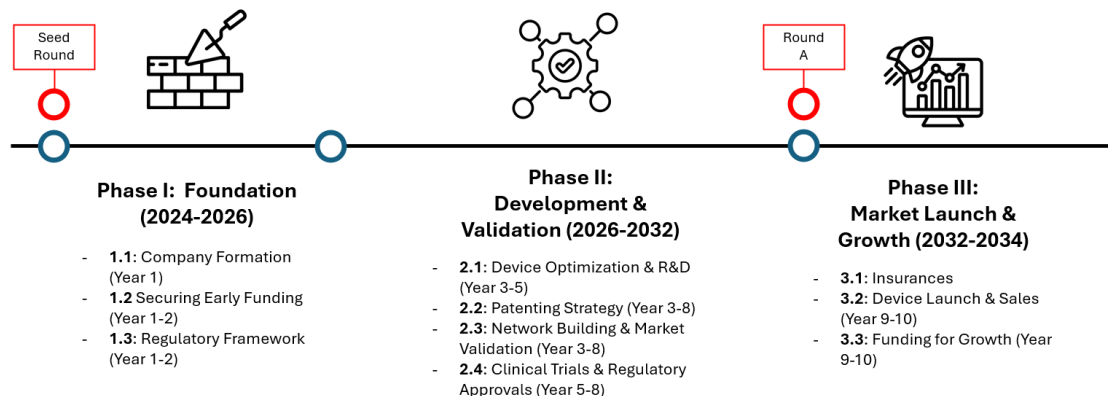 Seed
Round
Round
A
Phase I:  Foundation
(2024-2026)
- 1.1: Company Formation
(Year 1)
- 1.2 Securing Early Funding
(Year 1-2)
- 1.3: Regulatory Framework
(Year 1-2)
Phase II:
Development &
Validation (2026-2032)
- 2.1: Device Optimization & R&D
(Year 3-5)
- 2.2: Patenting Strategy (Year 3-8)
- 2.3: Network Building & Market
Validation (Year 3-8)
- 2.4: Clinical Trials & Regulatory
Approvals (Year 5-8)
Phase III:
Market Launch &
Growth (2032-2034)
- 3.1: Insurances
- 3.2: Device Launch & Sales
(Year 9-10)
- 3.3: Funding for Growth (Year
9-10)